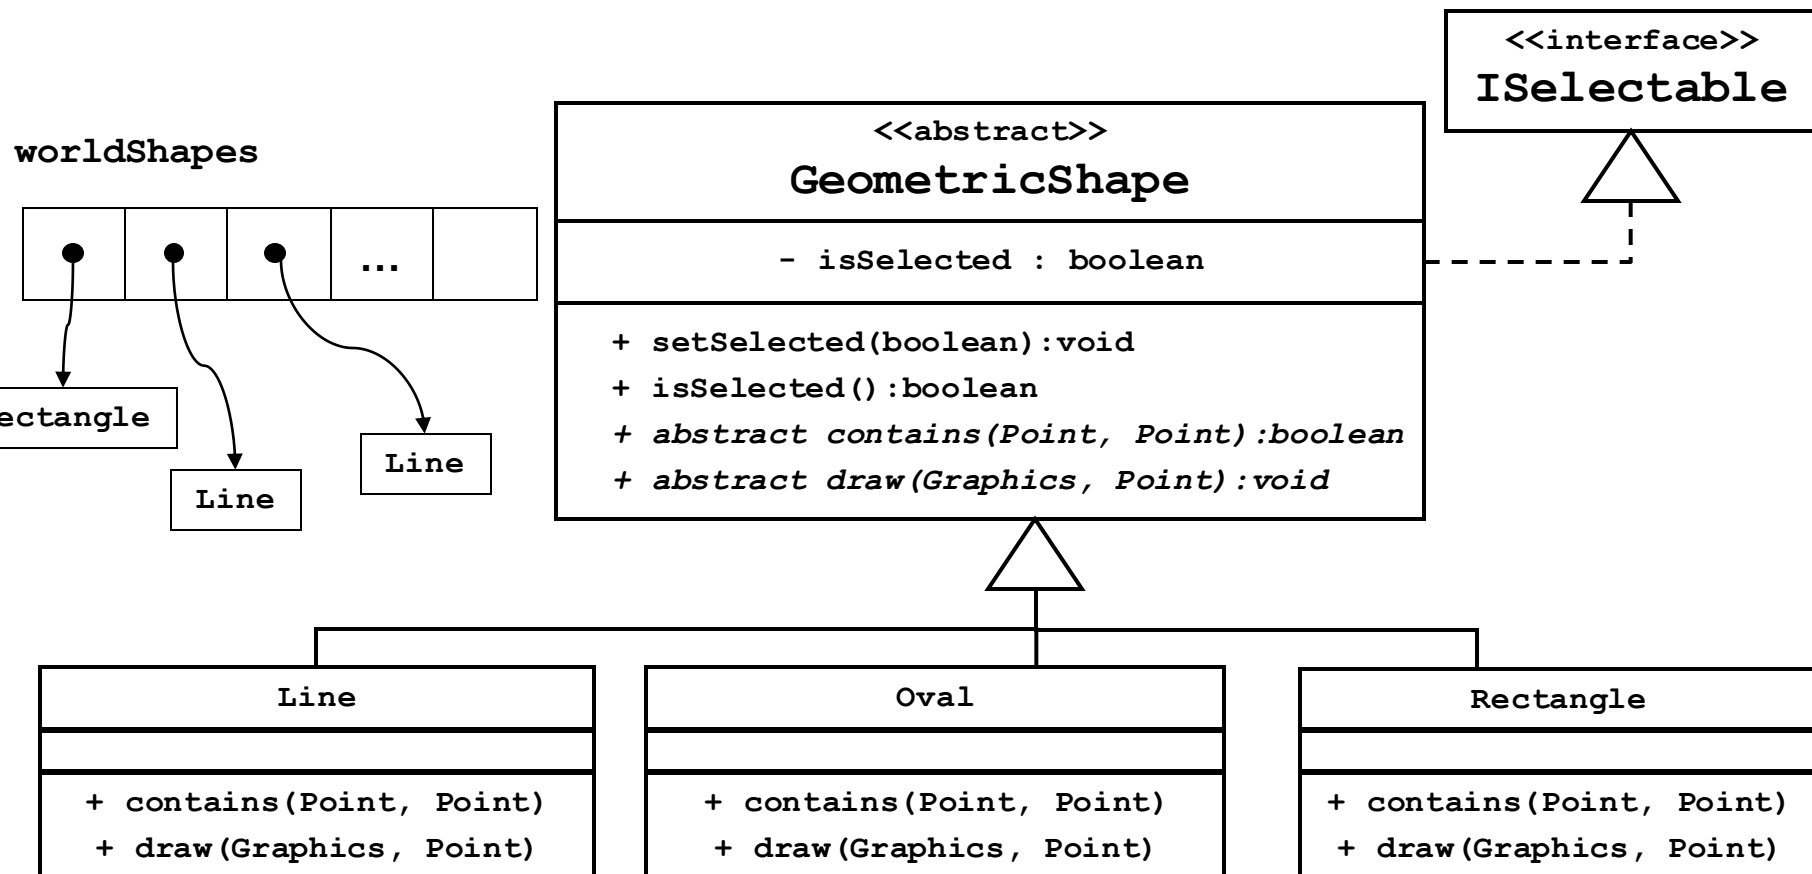 <<interface>>
ISelectable
worldShapes
...
ectangle
Line
Line
<<abstract>>
GeometricShape
- isSelected : boolean
+ setSelected(boolean):void
+ isSelected():boolean
+ abstract contains(Point, Point):boolean
+ abstract draw(Graphics, Point):void
Line
+ contains(Point, Point)
+ draw(Graphics, Point)
Oval
+ contains(Point, Point)
+ draw(Graphics, Point)
Rectangle
+ contains(Point, Point)
+ draw(Graphics, Point)